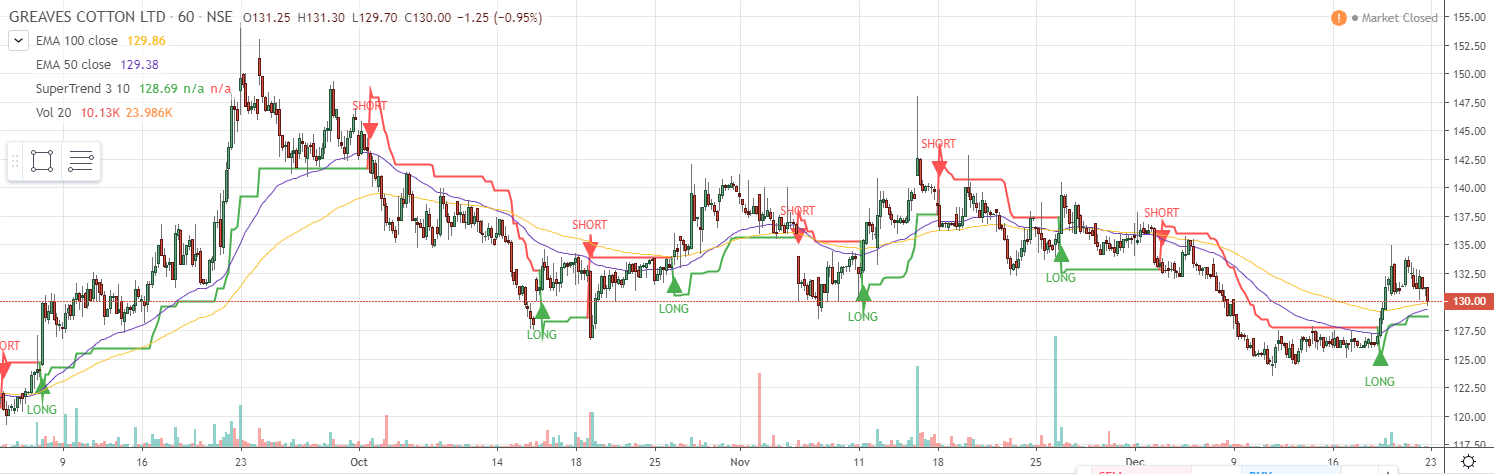 GREAVES COTTON LTD · 60 · NSE O131.25 H131.30 L129.70 C130.00 −1.25 (−0.95%)
! Market Closed
EMA 100 close 129.86
EMA 50 close 129.38
SuperTrend 3 10 128.69 n/a n/a
Vol 20 10.13K 23.986K
155.00
152.50
150.00
147.50
145.00
142.50
140.00
137.50
135.00
132.50
130.00
127.50
125.00
122.50
120.00
117.50
SHORT
SHORT
SHORT
SHORT
SHORT
ORT
LONG
LONG
LONG
LONG
LONG
LONG
9 16 23 Oct 14 18 25 Nov 11 18 25 Dec 9 16 23
SELL BUY